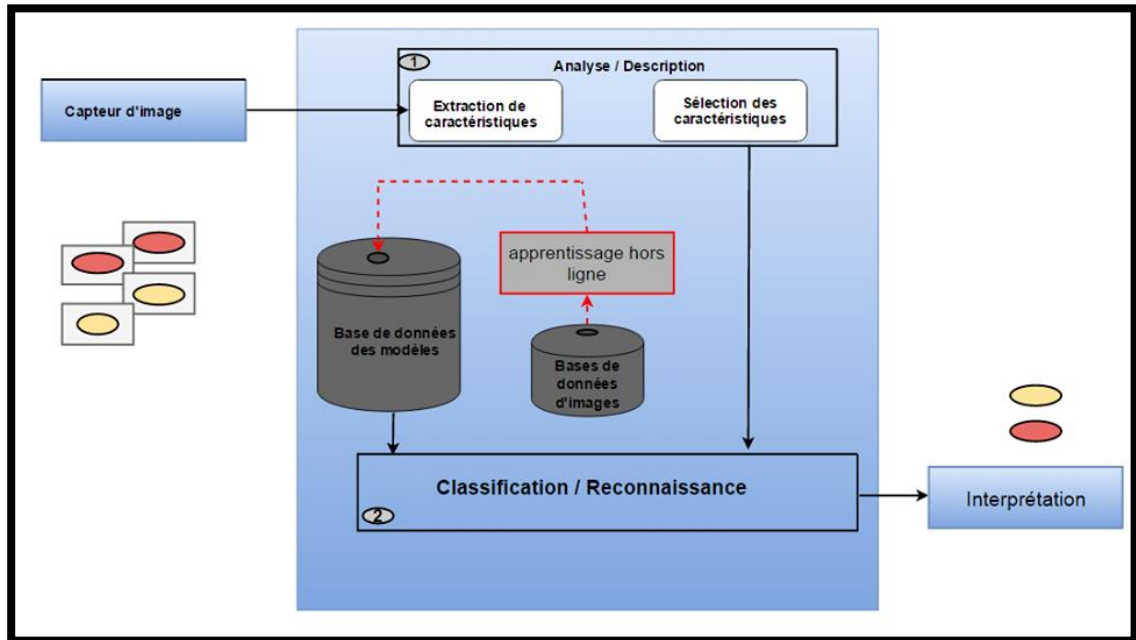 1
Analyse / Description
Capteur d'image
Extraction de
caractéristiques
Sélection des
caractéristiques
apprentissage hors
ligne
Base de données
des modèles
Bases de
données
d'images
Classification / Reconnaissance
2
Interprétation